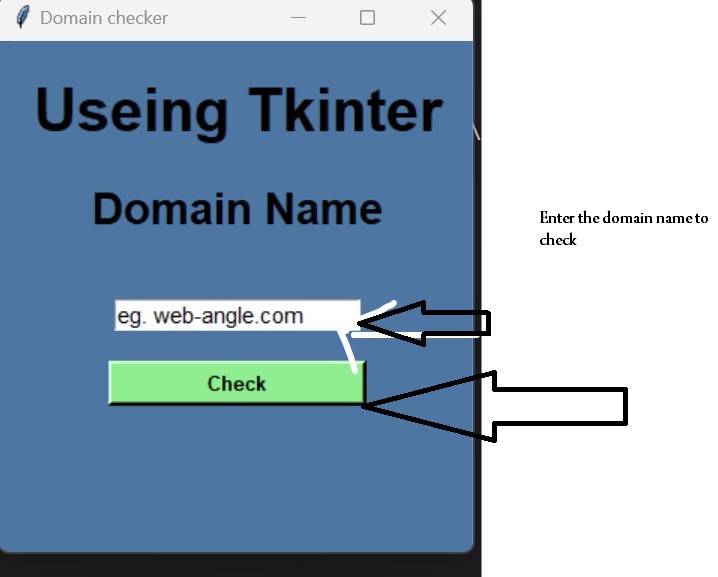 Domain checker
Useing Tkinter
Domain Name
Enter the domain name to
check
eg. web-angle.com
Check